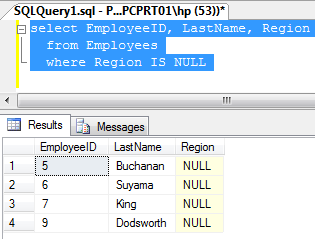 SQLQuery1.sql - P...PCPRT01\hp (53))*
select EmployeeID, LastName, Region
from Employees
where Region IS NULL
Results Messages
EmployeeID LastName Region
1 5 Buchanan NULL
2 6 Suyama NULL
3 7 King NULL
4 9 Dodsworth NULL